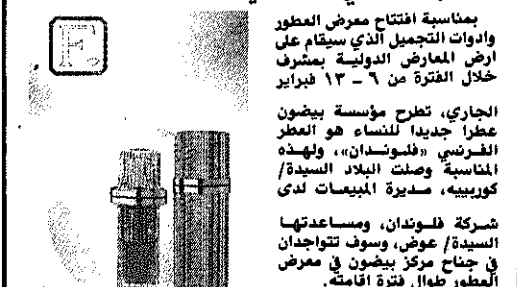 بمناسبة افتتاح معرض العطور
وادوات التجميل الذي سيقام على
ارض المعارض الدولية بمشرف
خلال الفترة من ٦ ـ ١٣ فبراير
الجاري، تطرح مؤسسة بيضون
عطرا جديدا للنساء هو العطر
الفرنسي «فلوندان»، ولهذه
المناسبة وصلت البلاد السيدة/
كوربييه، مديرة المبيعات لدى
شركة فلوندان، ومساعدتها
السيدة/ عوض، وسوف تتواجدان
في جناح مركز بيضون في معرض
العطور طوال فترة اقامته.
F.